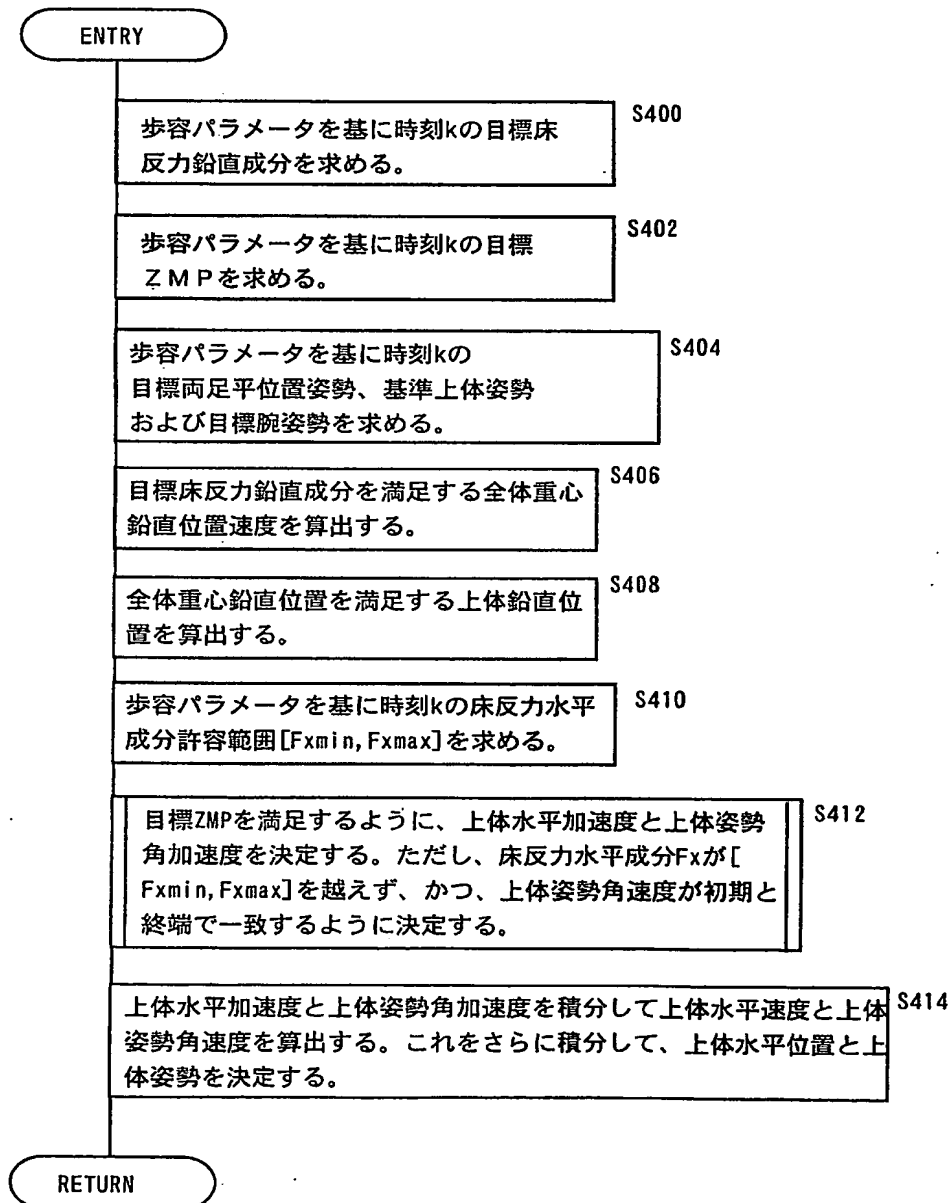 ENTRY
S400
歩容パラメータを基に時刻kの目標床
反力鉛直成分を求める。
S402
歩容パラメータを基に時刻kの目標
ＺＭＰを求める。
S404
歩容パラメータを基に時刻kの
目標両足平位置姿勢、基準上体姿勢
および目標腕姿勢を求める。
S406
目標床反力鉛直成分を満足する全体重心
鉛直位置速度を算出する。
S408
全体重心鉛直位置を満足する上体鉛直位
置を算出する。
S410
歩容パラメータを基に時刻kの床反力水平
成分許容範囲[Fxmin,Fxmax]を求める。
S412
目標ZMPを満足するように、上体水平加速度と上体姿勢
角加速度を決定する。ただし、床反力水平成分Fxが[
Fxmin,Fxmax]を越えず、かつ、上体姿勢角速度が初期と
終端で一致するように決定する。
S414
上体水平加速度と上体姿勢角加速度を積分して上体水平速度と上体
姿勢角速度を算出する。これをさらに積分して、上体水平位置と上
体姿勢を決定する。
RETURN